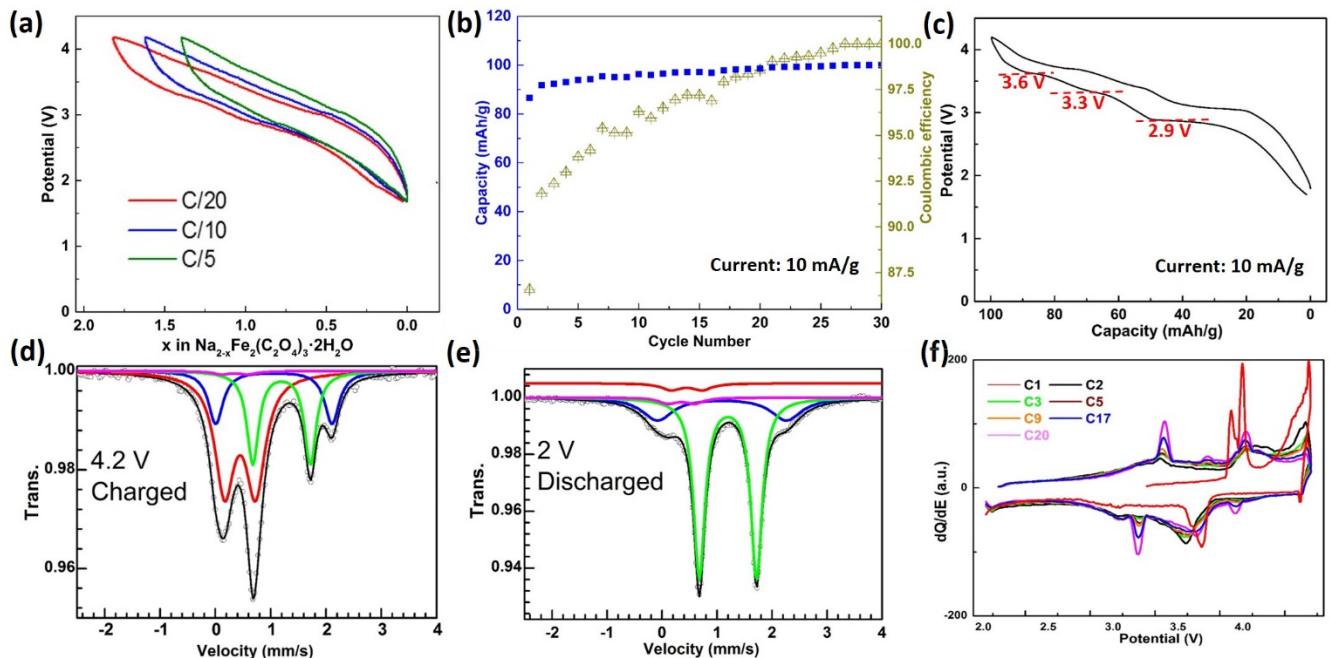 (a)
4
3
2
1
0
Potential (V)
C/20
C/10
C/5
2.0 1.5 1.0 0.5 0.0
x in Na₂₋ₓFe₂(C₂O₄)₃·2H₂O
(b)
120
100
80
60
40
20
0
Capacity (mAh/g)
100.0
97.5
95.0
92.5
90.0
87.5
Coulombic efficiency
Current: 10 mA/g
0 5 10 15 20 25 30
Cycle Number
(c)
4
3
2
1
0
Potential (V)
3.6 V
3.3 V
2.9 V
Current: 10 mA/g
100 80 60 40 20 0
Capacity (mAh/g)
(d)
1.00
0.98
0.96
Trans.
4.2 V
Charged
-2 -1 0 1 2 3 4
Velocity (mm/s)
(e)
1.00
0.98
0.96
0.94
Trans.
2 V
Discharged
-2 -1 0 1 2 3 4
Velocity (mm/s)
(f)
200
0
-200
dQ/dE (a.u.)
C1 C2
C3 C5
C9 C17
C20
2.0 2.5 3.0 3.5 4.0
Potential (V)